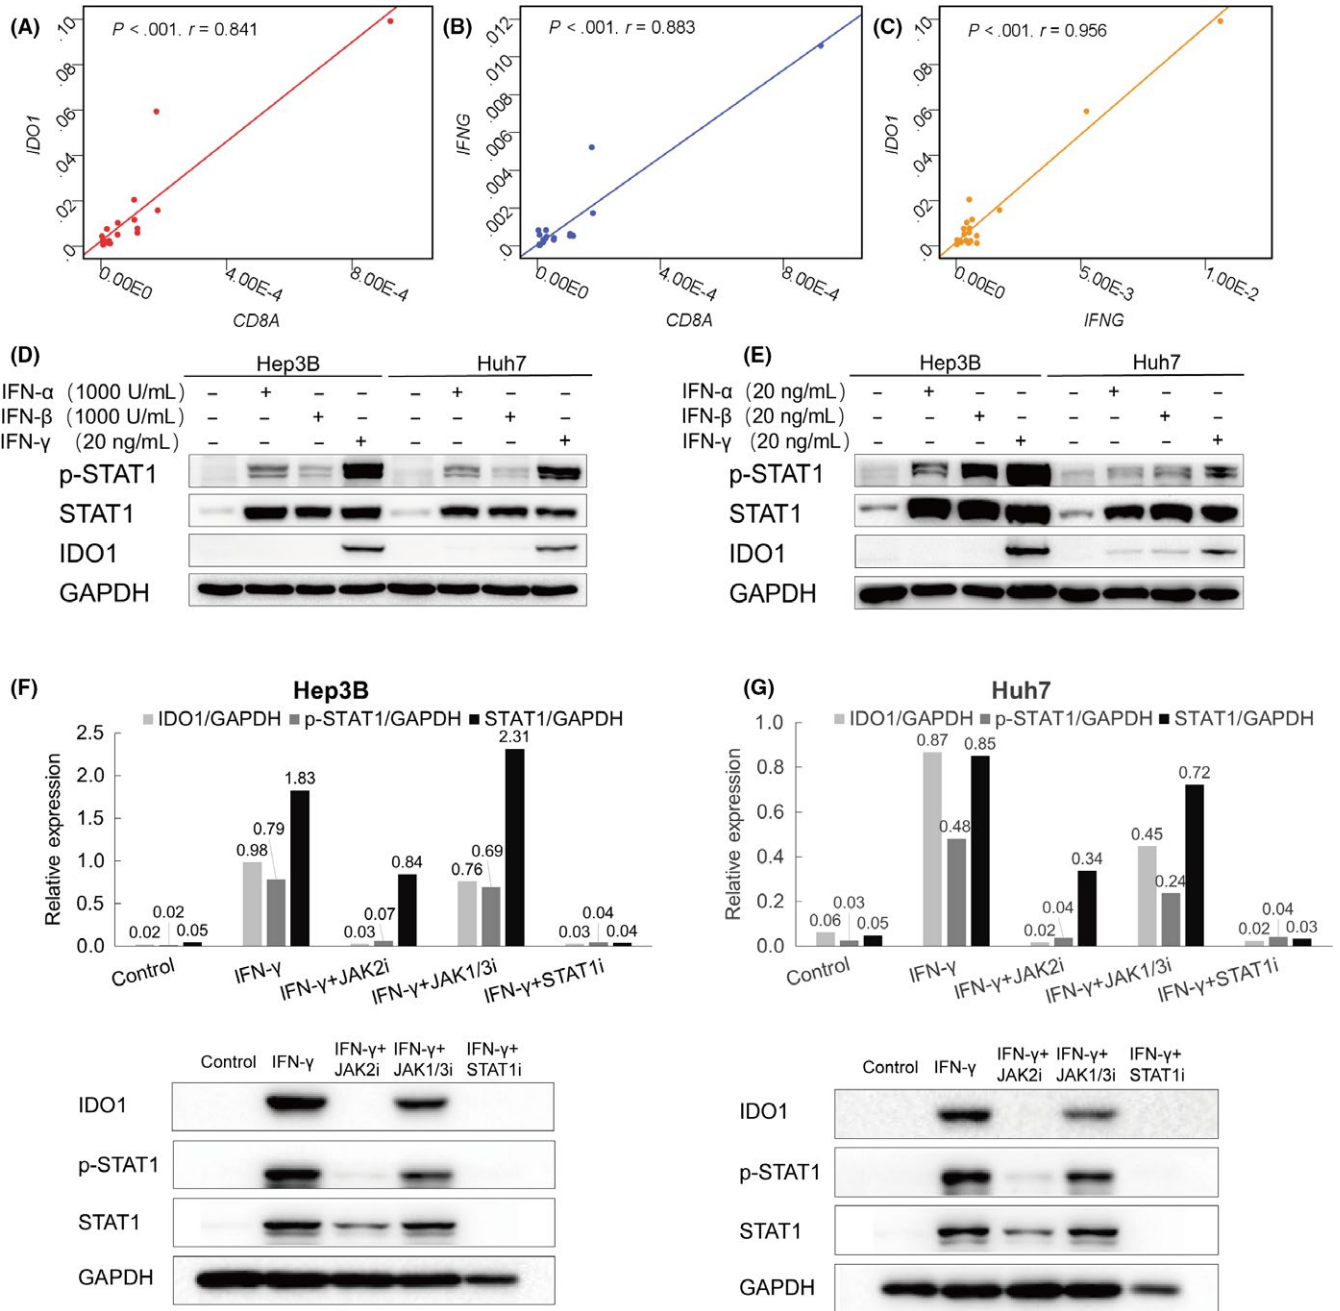 (A)
P < .001. r = 0.841
IDO1
.10
.08
.06
.04
.02
.0
0.00E0
4.00E-4
8.00E-4
CD8A
(B)
P < .001. r = 0.883
IFNG
.012
.010
.008
.006
.004
.002
.0
0.00E0
4.00E-4
8.00E-4
CD8A
(C)
P < .001. r = 0.956
IDO1
.10
.08
.06
.04
.02
.0
0.00E0
5.00E-3
1.00E-2
IFNG
(D)
Hep3B Huh7
IFN-α (1000 U/mL) – + – – – + – –
IFN-β (1000 U/mL) – – + – – – + –
IFN-γ (20 ng/mL) – – – + – – – +
p-STAT1
STAT1
IDO1
GAPDH
(E)
Hep3B Huh7
IFN-α (20 ng/mL) – + – – – + – –
IFN-β (20 ng/mL) – – + – – – + –
IFN-γ (20 ng/mL) – – – + – – – +
p-STAT1
STAT1
IDO1
GAPDH
(F)
Hep3B
IDO1/GAPDH p-STAT1/GAPDH STAT1/GAPDH
Relative expression
2.5
2.0
1.5
1.0
0.5
0.0
0.02 0.02 0.05
0.98 0.79 1.83
0.03 0.07 0.84
0.76 0.69 2.31
0.03 0.04 0.04
Control IFN-γ IFN-γ+JAK2i IFN-γ+JAK1/3i IFN-γ+STAT1i
Control IFN-γ IFN-γ+ IFN-γ+ IFN-γ+
JAK2i JAK1/3i STAT1i
IDO1
p-STAT1
STAT1
GAPDH
(G)
Huh7
IDO1/GAPDH p-STAT1/GAPDH STAT1/GAPDH
Relative expression
1.0
0.8
0.6
0.4
0.2
0.0
0.06 0.03 0.05
0.87 0.48 0.85
0.02 0.04 0.34
0.45 0.24 0.72
0.02 0.04 0.03
Control IFN-γ IFN-γ+JAK2i IFN-γ+JAK1/3i IFN-γ+STAT1i
Control IFN-γ IFN-γ+ IFN-γ+ IFN-γ+
JAK2i JAK1/3i STAT1i
IDO1
p-STAT1
STAT1
GAPDH